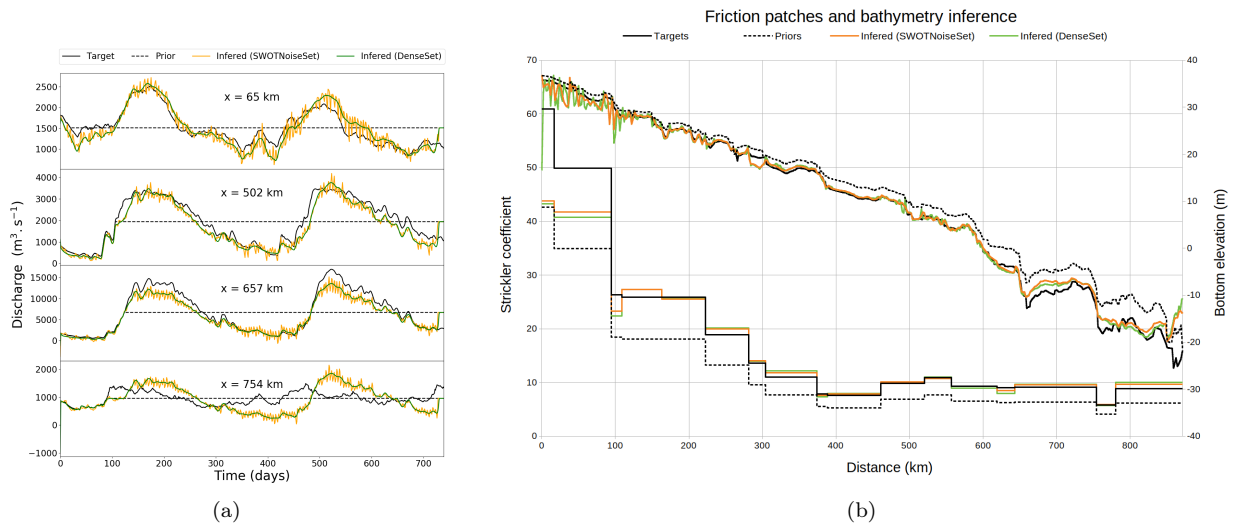 Target Prior Infered (SWOTNoiseSet) Infered (DenseSet)
x = 65 km
2500
2000
1500
1000
x = 502 km
4000
3000
2000
1000
0
x = 657 km
15000
10000
5000
0
x = 754 km
2000
1000
0
−1000
0 100 200 300 400 500 600 700
Time (days)
Discharge (m³. s⁻¹)
(a)
Friction patches and bathymetry inference
Targets Priors Infered (SWOTNoiseSet) Infered (DenseSet)
70
60
50
40
30
20
10
0
Strickler coefficient
40
30
20
10
0
-10
-20
-30
-40
Bottom elevation (m)
0 100 200 300 400 500 600 700 800
Distance (km)
(b)